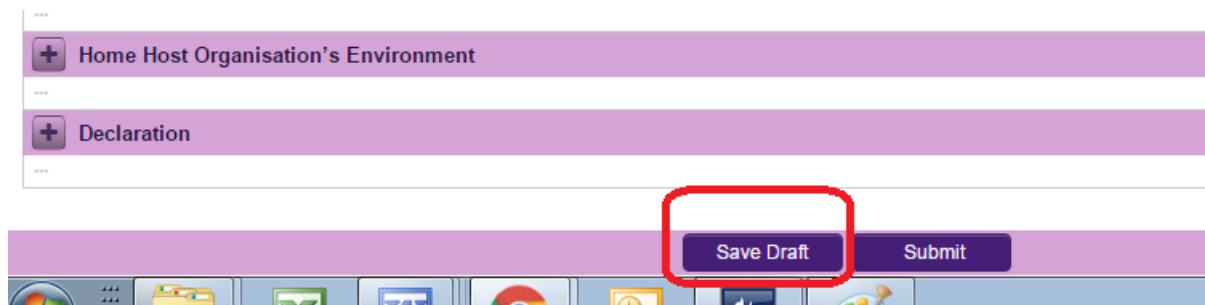 ...
Home Host Organisation’s Environment
...
Declaration
...
Save Draft Submit